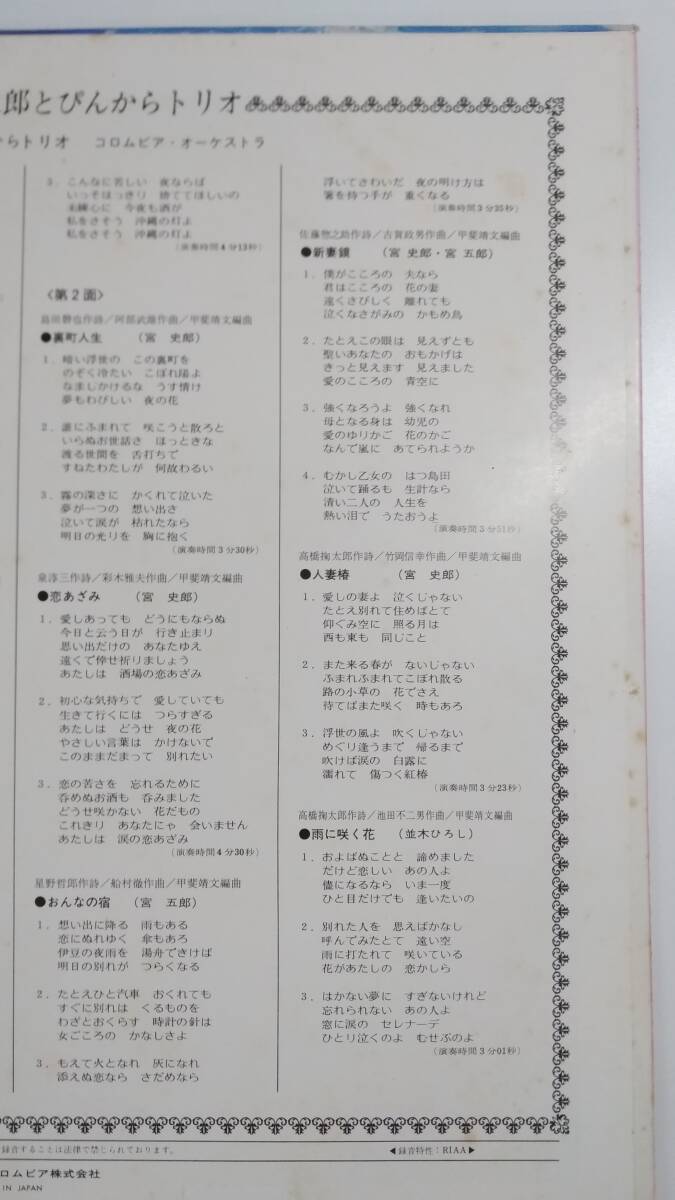 郎とぴんからトリオ
らトリオ　コロムビア・オーケストラ
3．こんなに苦しい　夜ならば
いっそはっきり　捨ててほしいの
未練心に　今夜も酒が
私をさそう　沖縄の灯よ
私をさそう　沖縄の灯よ
（演奏時間4分13秒）
〈第2面〉
島田磬也作詩／阿部武雄作曲／甲斐靖文編曲
●裏町人生　（宮　史郎）
1．暗い浮世の　この裏町を
のぞく冷たい　こぼれ陽よ
なまじかけるな　うす情け
夢もわびしい　夜の花
2．誰にふまれて　咲こうと散ろと
いらぬお世話さ　ほっときな
渡る世間を　舌打ちで
すねたわたしが　何故わるい
3．霧の深さに　かくれて泣いた
夢が一つの　想い出さ
泣いて涙が　枯れたなら
明日の光りを　胸に抱く
（演奏時間3分30秒）
泉淳三作詩／彩木雅夫作曲／甲斐靖文編曲
●恋あざみ　（宮　史郎）
1．愛しあっても　どうにもならぬ
今日と云う日が　行き止まり
思い出だけの　あなたゆえ
遠くで倖せ祈りましょう
あたしは　酒場の恋あざみ
2．初心な気持ちで　愛していても
生きて行くには　つらすぎる
あたしは　どうせ　夜の花
やさしい言葉は　かけないで
このままだまって　別れたい
3．恋の苦さを　忘れるために
呑めぬお酒も　呑みました
どうせ咲かない　花だもの
これきり　あなたにゃ　会いません
あたしは　涙の恋あざみ
（演奏時間4分30秒）
星野哲郎作詩／船村徹作曲／甲斐靖文編曲
●おんなの宿　（宮　五郎）
1．想い出に降る　雨もある
恋にぬれゆく　傘もあろ
伊豆の夜雨を　湯舟できけば
明日の別れが　つらくなる
2．たとえひと汽車　おくれても
すぐに別れは　くるものを
わざとおくらす　時計の針は
女ごころの　かなしさよ
3．もえて火となれ　灰になれ
添えぬ恋なら　さだめなら
浮いてさわいだ　夜の明け方は
箸を持つ手が　重くなる
（演奏時間3分35秒）
佐藤惣之助作詩／古賀政男作曲／甲斐靖文編曲
●新妻鏡　（宮　史郎・宮　五郎）
1．僕がこころの　夫なら
君はこころの　花の妻
遠くさびしく　離れても
泣くなさがみの　かもめ鳥
2．たとえこの眼は　見えずとも
聖いあなたの　おもかげは
きっと見えます　見えました
愛のこころの　青空に
3．強くなろうよ　強くなれ
母となる身は　幼児の
愛のゆりかご　花のかご
なんで嵐に　あてられようか
4．むかし乙女の　はつ島田
泣いて踊るも　生計なら
清い二人の　人生を
熱い泪で　うたおうよ
（演奏時間3分51秒）
高橋掬太郎作詩／竹岡信幸作曲／甲斐靖文編曲
●人妻椿　（宮　史郎）
1．愛しの妻よ　泣くじゃない
たとえ別れて住めばとて
仰ぐみ空に　照る月は
西も東も　同じこと
2．また来る春が　ないじゃない
ふまれふまれてこぼれ散る
路の小草の　花でさえ
待てばまた咲く　時もあろ
3．浮世の風よ　吹くじゃない
めぐり逢うまで　帰るまで
吹けば涙の　白露に
濡れて　傷つく紅椿
（演奏時間3分23秒）
高橋掬太郎作詩／池田不二男作曲／甲斐靖文編曲
●雨に咲く花　（並木ひろし）
1．およばぬことと　諦めました
だけど恋しい　あの人よ
儘になるなら　いま一度
ひと目だけでも　逢いたいの
2．別れた人を　思えばかなし
呼んでみたとて　遠い空
雨に打たれて　咲いている
花があたしの　恋かしら
3．はかない夢に　すぎないけれど
忘れられない　あの人よ
窓に涙の　セレナーデ
ひとり泣くのよ　むせぶのよ
（演奏時間3分01秒）
録音することは法律で禁じられております。
◀録音特性：RIAA▶
ロムビア株式会社
IN JAPAN